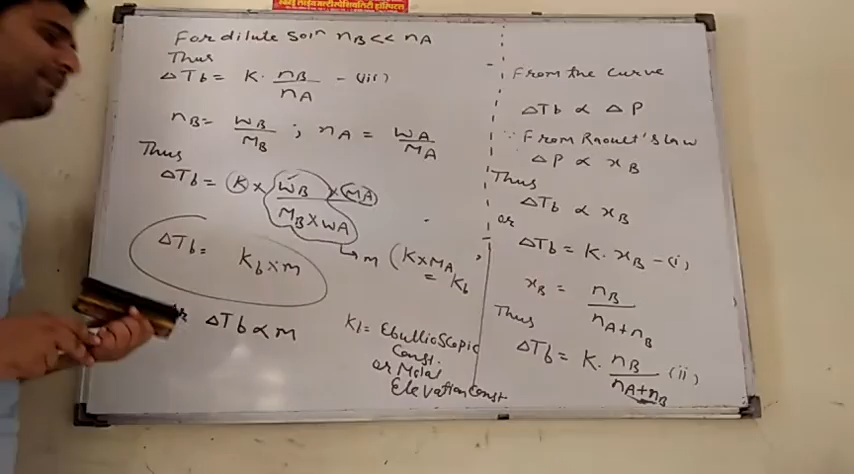 For dilute Soln nB << nA
Thus
ΔTb = K · nB/nA - (iii)
nB = WB/MB ; nA = WA/MA
Thus
ΔTb = K × WB/MB×WA × MA
ΔTb = Kb × m
→ m (K×MA = Kb
or ΔTb ∝ m
Kb = Ebullioscopic
Const.
or Molal
Elevation Const
From the Curve
ΔTb ∝ ΔP
∵ From Raoult's Law
ΔP ∝ xB
Thus
ΔTb ∝ xB
or
ΔTb = K · xB - (i)
xB = nB/nA+nB
Thus
ΔTb = K · nB/nA+nB (ii)